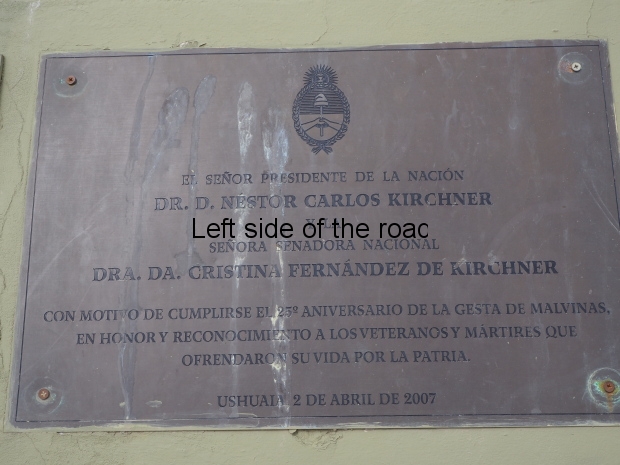 EL SEÑOR PRESIDENTE DE LA NACIÓN
DR. D. NÉSTOR CARLOS KIRCHNER
Y LA
Left side of the road
SEÑORA SENADORA NACIONAL
DRA. DA. CRISTINA FERNÁNDEZ DE KIRCHNER
CON MOTIVO DE CUMPLIRSE EL 25º ANIVERSARIO DE LA GESTA DE MALVINAS,
EN HONOR Y RECONOCIMIENTO A LOS VETERANOS Y MÁRTIRES QUE
OFRENDARON SU VIDA POR LA PATRIA.
USHUAIA, 2 DE ABRIL DE 2007